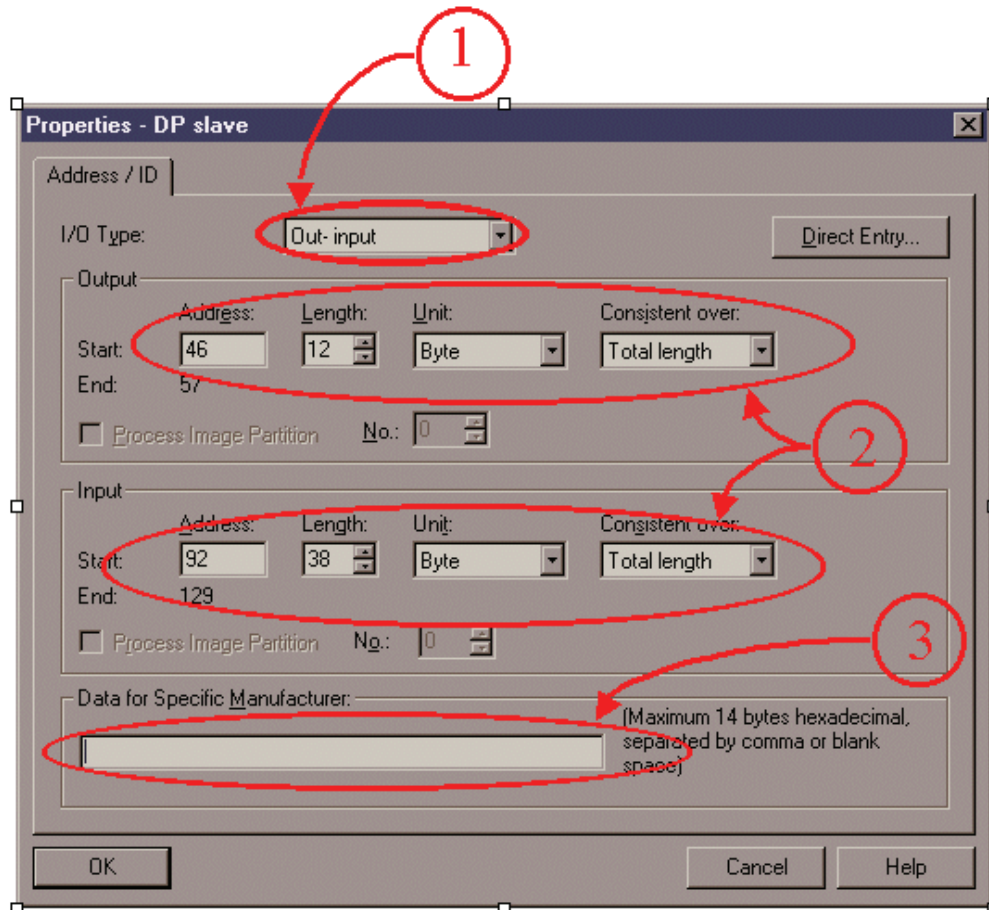 1
Properties - DP slave
Address / ID
I/O Type: Out- input Direct Entry...
Output
Address: Length: Unit: Consistent over:
Start: 46 12 Byte Total length
End: 57
Process Image Partition No.: 0
2
Input
Address: Length: Unit: Consistent over:
Start: 92 38 Byte Total length
End: 129
Process Image Partition No.: 0
3
Data for Specific Manufacturer:
(Maximum 14 bytes hexadecimal,
separated by comma or blank
space)
OK Cancel Help